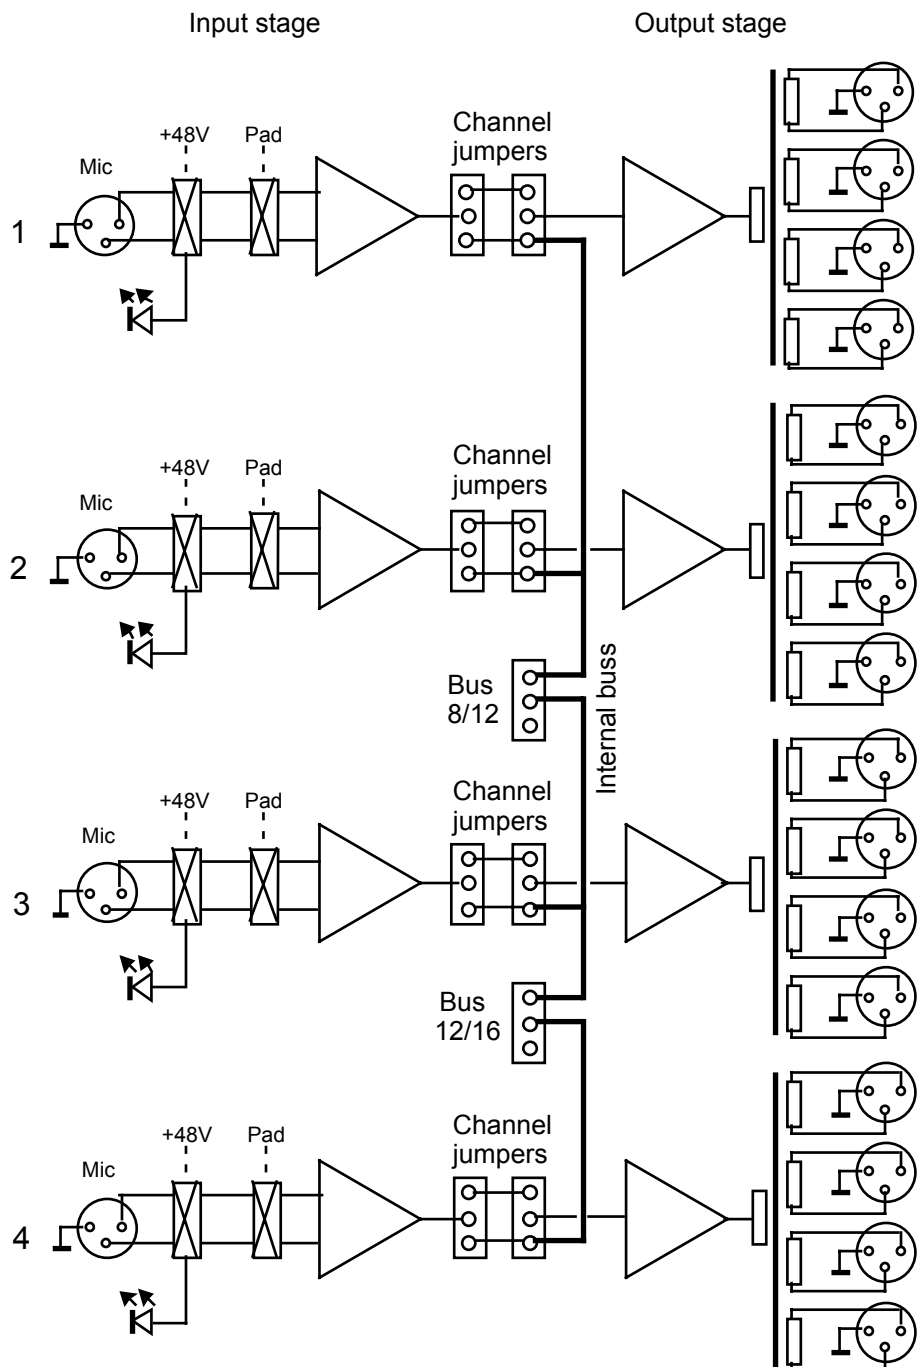 Input stage
Output stage
+48V
Pad
Channel
jumpers
Mic
1
+48V
Pad
Channel
jumpers
Mic
2
Bus
8/12
Internal buss
+48V
Pad
Channel
jumpers
Mic
3
Bus
12/16
+48V
Pad
Channel
jumpers
Mic
4